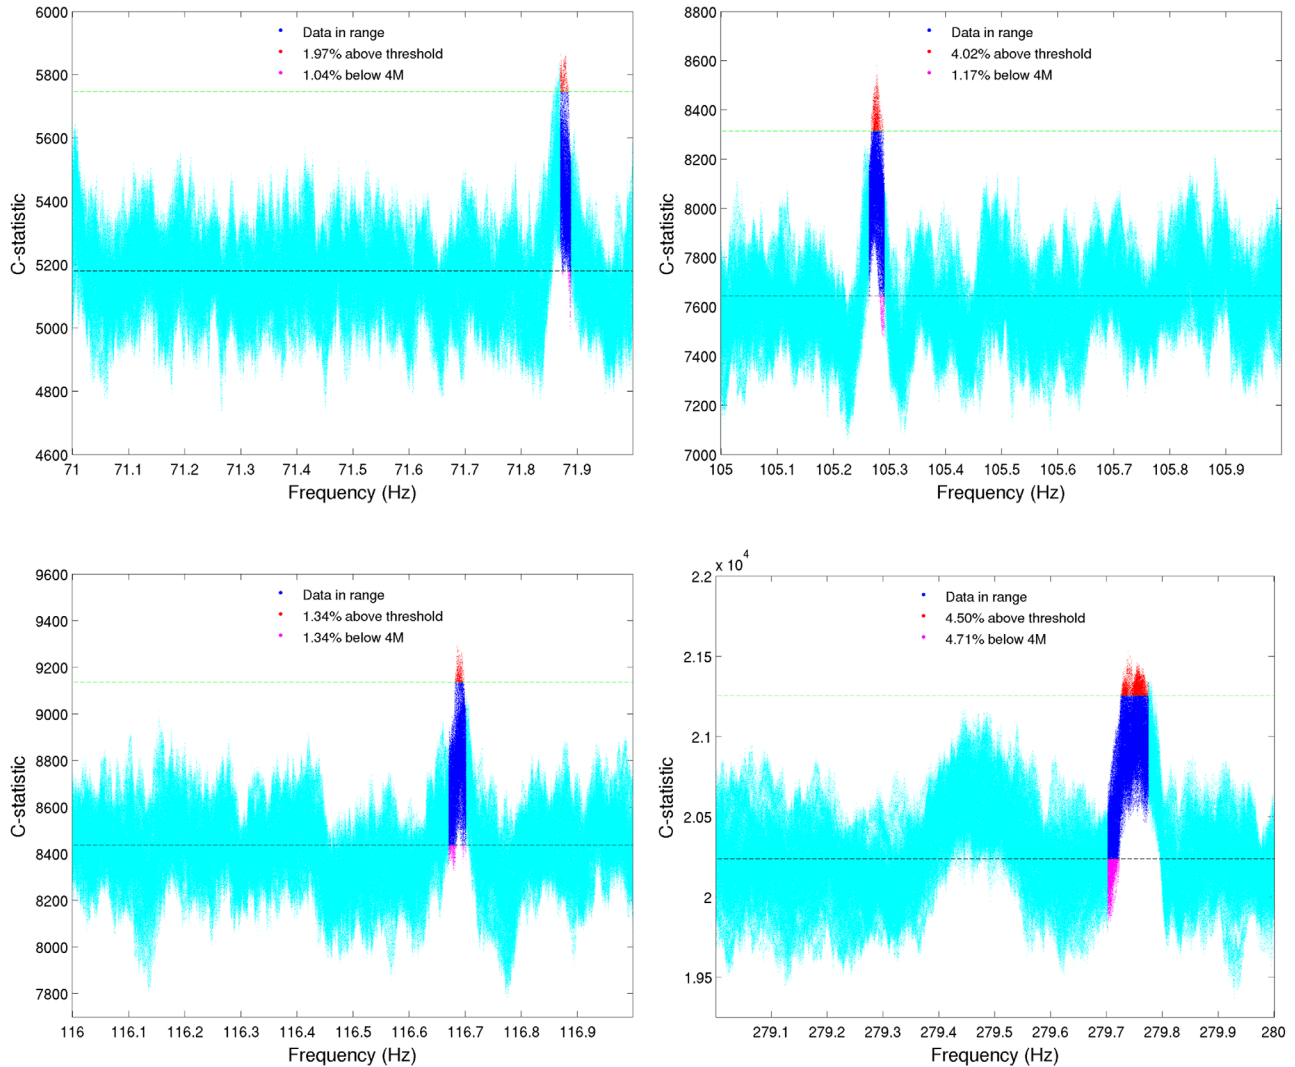 6000
5800
5600
5400
5200
5000
4800
4600
C-statistic
Data in range
1.97% above threshold
1.04% below 4M
71 71.1 71.2 71.3 71.4 71.5 71.6 71.7 71.8 71.9
Frequency (Hz)
8800
8600
8400
8200
8000
7800
7600
7400
7200
7000
C-statistic
Data in range
4.02% above threshold
1.17% below 4M
105 105.1 105.2 105.3 105.4 105.5 105.6 105.7 105.8 105.9
Frequency (Hz)
9600
9400
9200
9000
8800
8600
8400
8200
8000
7800
C-statistic
Data in range
1.34% above threshold
1.34% below 4M
116 116.1 116.2 116.3 116.4 116.5 116.6 116.7 116.8 116.9
Frequency (Hz)
x 10^4
2.2
2.15
2.1
2.05
2
1.95
C-statistic
Data in range
4.50% above threshold
4.71% below 4M
279.1 279.2 279.3 279.4 279.5 279.6 279.7 279.8 279.9 280
Frequency (Hz)